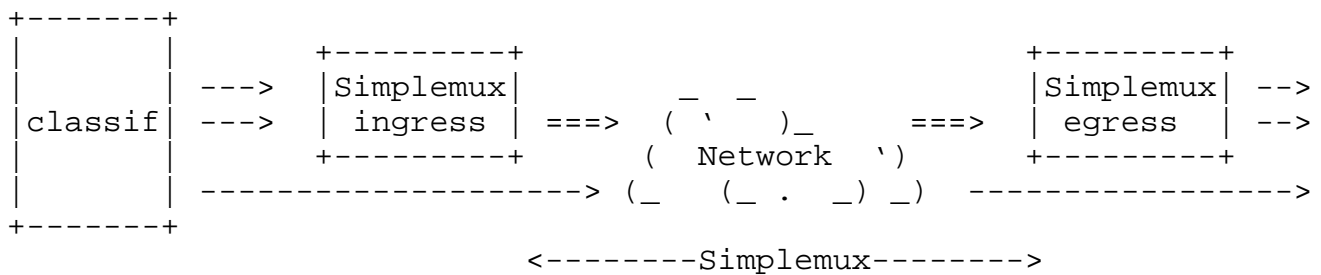 +-------+
|       |      +---------+                       +---------+
|       | ---> |Simplemux|       _  _            |Simplemux| -->
|classif| ---> | ingress | ===> ( `   )_    ===> | egress  | -->
|       |      +---------+     (  Network  `)    +---------+
|       | -------------------> (_   (_ .  _) _)  ---------------->
+-------+
<--------Simplemux-------->